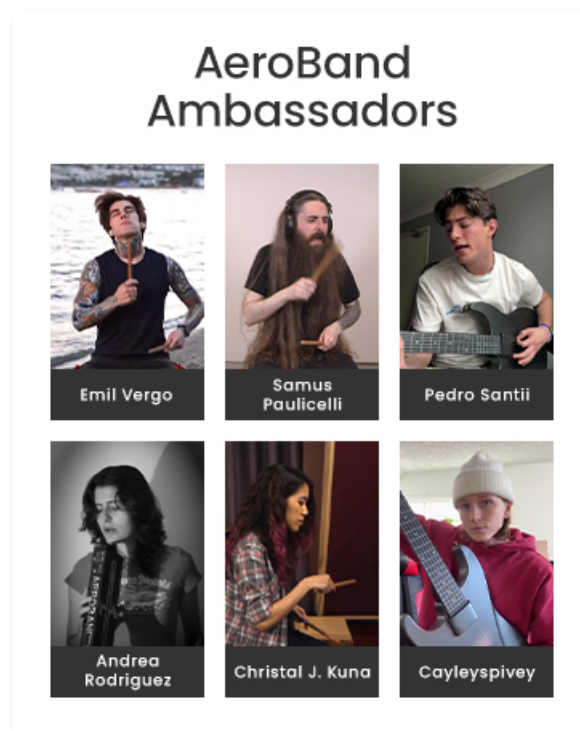 AeroBand
Ambassadors
Emil Vergo
Samus
Paulicelli
Pedro Santii
Andrea
Rodriguez
Christal J. Kuna
Cayleyspivey